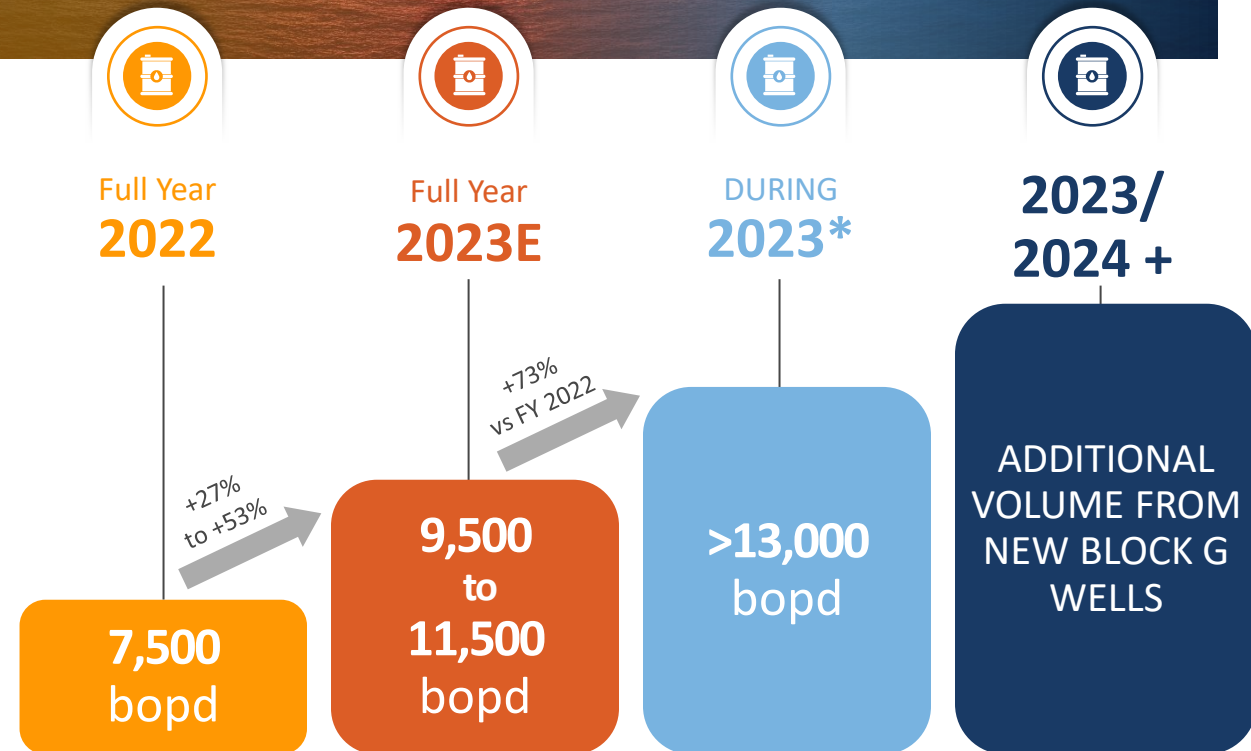 Full Year
2022
Full Year
2023E
DURING
2023*
2023/
2024 +
+27%
to +53%
+73%
vs FY 2022
7,500
bopd
9,500
to
11,500
bopd
>13,000
bopd
ADDITIONAL
VOLUME FROM
NEW BLOCK G
WELLS